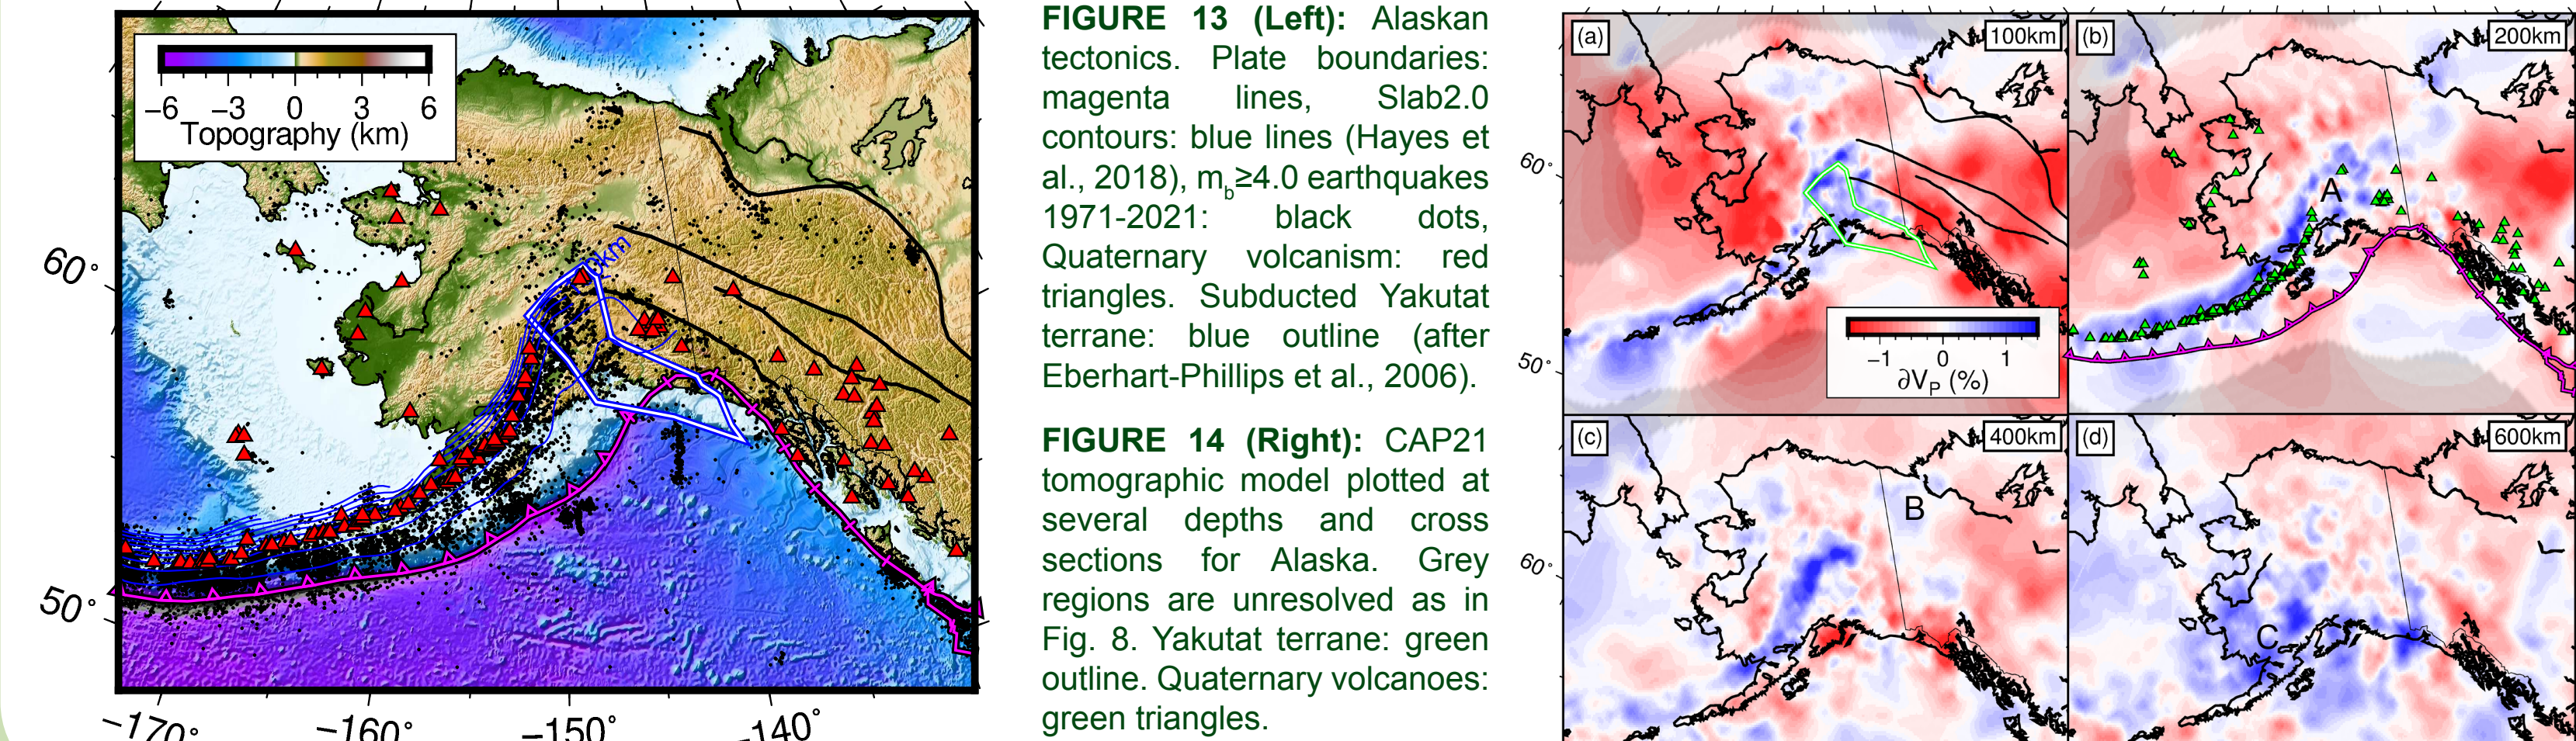 −6 −3 0 3 6
Topography (km)
60°
50°
−170° −160° −150° −140°
FIGURE 13 (Left): Alaskan
tectonics. Plate boundaries:
magenta lines, Slab2.0
contours: blue lines (Hayes et
al., 2018), mb≥4.0 earthquakes
1971-2021: black dots,
Quaternary volcanism: red
triangles. Subducted Yakutat
terrane: blue outline (after
Eberhart-Phillips et al., 2006).
FIGURE 14 (Right): CAP21
tomographic model plotted at
several depths and cross
sections for Alaska. Grey
regions are unresolved as in
Fig. 8. Yakutat terrane: green
outline. Quaternary volcanoes:
green triangles.
(a) 100km
60°
50°
−1 0 1
∂VP (%)
(b) 200km
A
(c) 400km
B
60°
(d) 600km
C